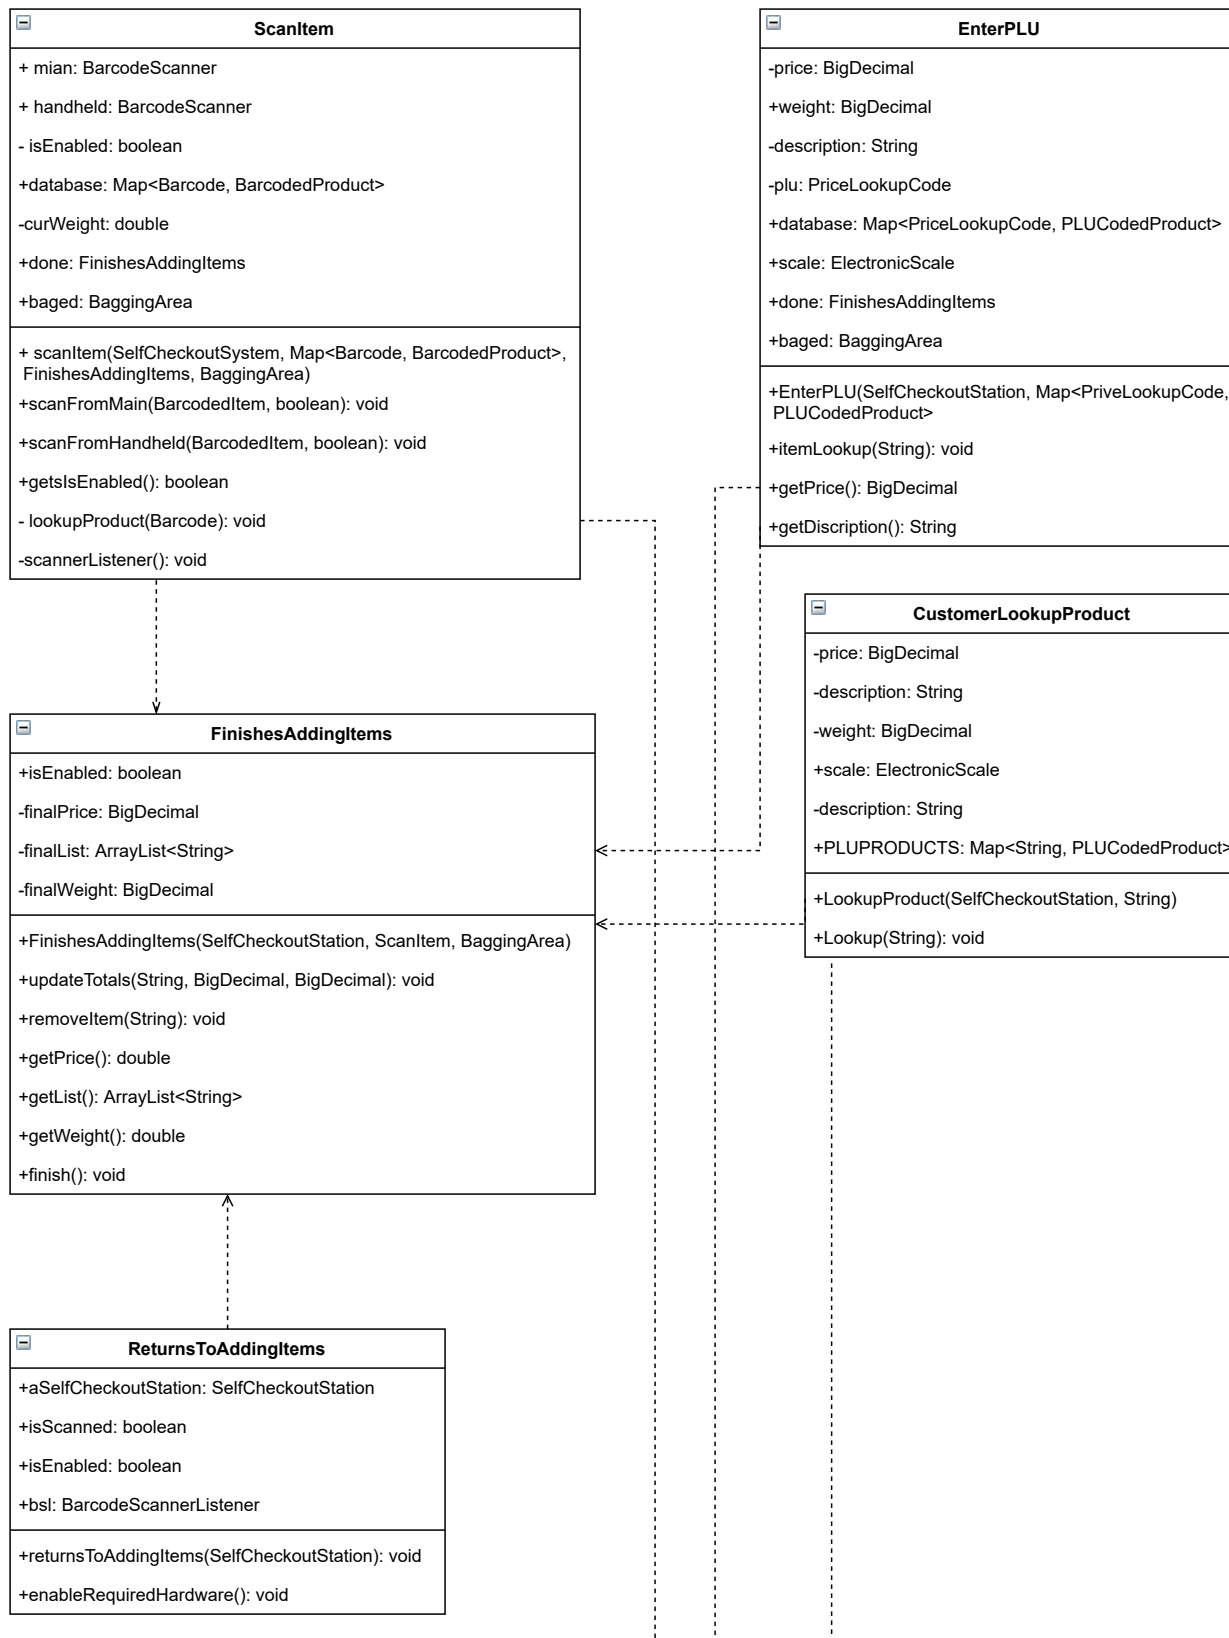 ScanItem
+ mian: BarcodeScanner
+ handheld: BarcodeScanner
- isEnabled: boolean
+database: Map<Barcode, BarcodedProduct>
-curWeight: double
+done: FinishesAddingItems
+baged: BaggingArea
+ scanItem(SelfCheckoutSystem, Map<Barcode, BarcodedProduct>,
FinishesAddingItems, BaggingArea)
+scanFromMain(BarcodedItem, boolean): void
+scanFromHandheld(BarcodedItem, boolean): void
+getsIsEnabled(): boolean
- lookupProduct(Barcode): void
-scannerListener(): void
EnterPLU
-price: BigDecimal
+weight: BigDecimal
-description: String
-plu: PriceLookupCode
+database: Map<PriceLookupCode, PLUCodedProduct>
+scale: ElectronicScale
+done: FinishesAddingItems
+baged: BaggingArea
+EnterPLU(SelfCheckoutStation, Map<PriveLookupCode,
PLUCodedProduct>
+itemLookup(String): void
+getPrice(): BigDecimal
+getDiscription(): String
CustomerLookupProduct
-price: BigDecimal
-description: String
-weight: BigDecimal
+scale: ElectronicScale
-description: String
+PLUPRODUCTS: Map<String, PLUCodedProduct>
+LookupProduct(SelfCheckoutStation, String)
+Lookup(String): void
FinishesAddingItems
+isEnabled: boolean
-finalPrice: BigDecimal
-finalList: ArrayList<String>
-finalWeight: BigDecimal
+FinishesAddingItems(SelfCheckoutStation, ScanItem, BaggingArea)
+updateTotals(String, BigDecimal, BigDecimal): void
+removeItem(String): void
+getPrice(): double
+getList(): ArrayList<String>
+getWeight(): double
+finish(): void
ReturnsToAddingItems
+aSelfCheckoutStation: SelfCheckoutStation
+isScanned: boolean
+isEnabled: boolean
+bsl: BarcodeScannerListener
+returnsToAddingItems(SelfCheckoutStation): void
+enableRequiredHardware(): void